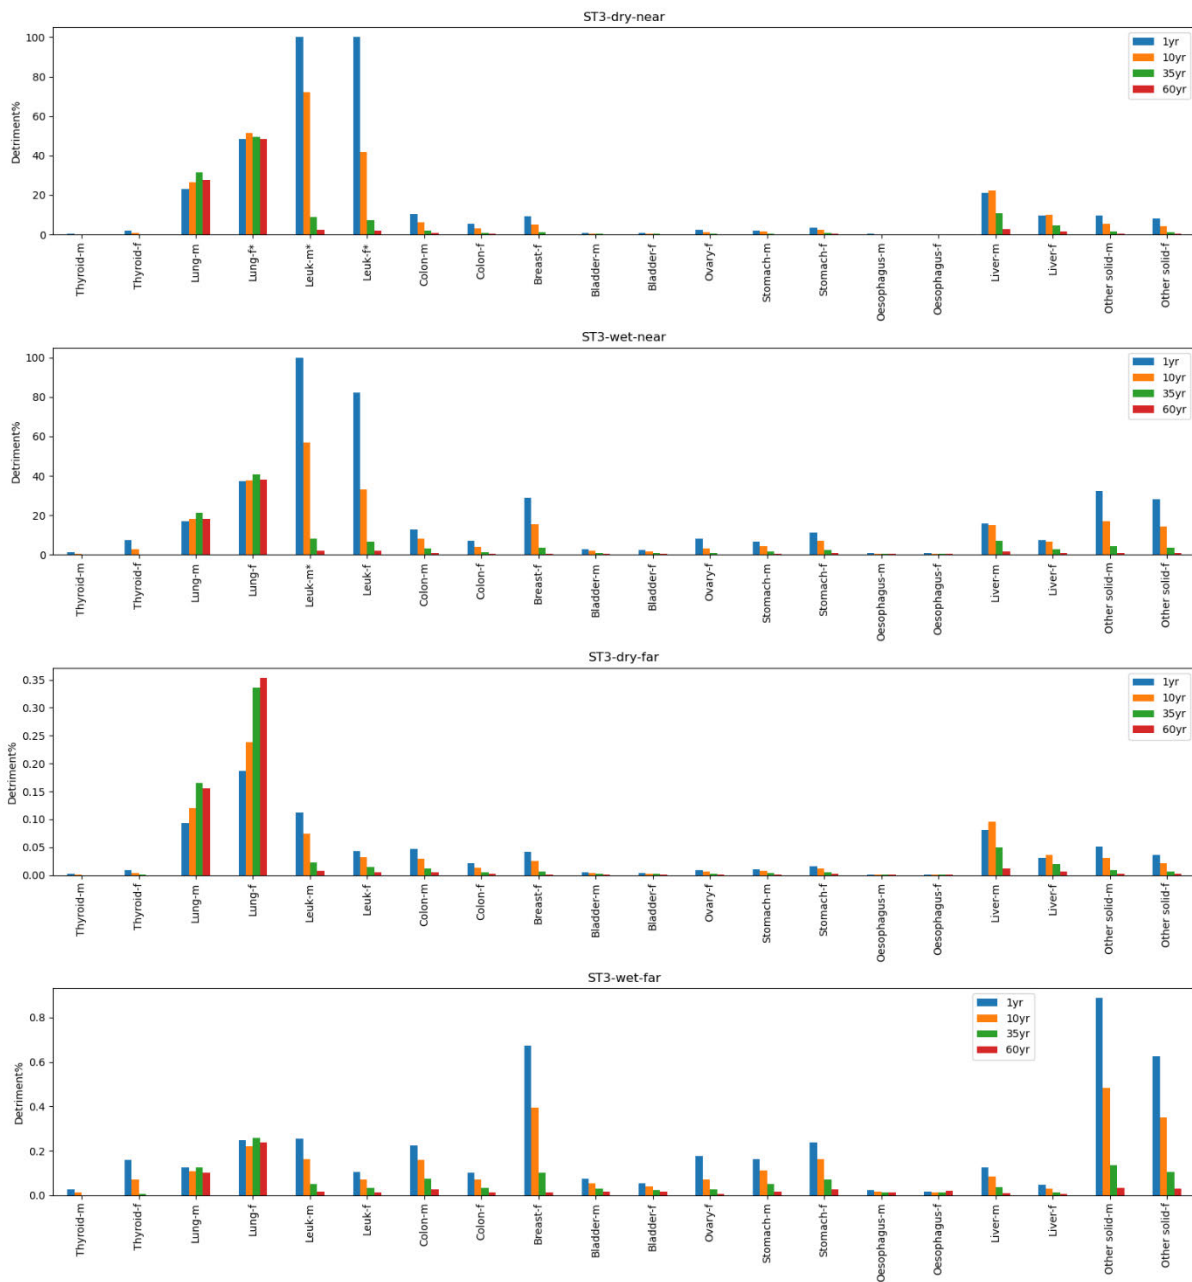 ST3-dry-near
100
80
60
40
20
0
Detriment%
1yr
10yr
35yr
60yr
Thyroid-m
Thyroid-f
Lung-m
Lung-f*
Leuk-m*
Leuk-f*
Colon-m
Colon-f
Breast-f
Bladder-m
Bladder-f
Ovary-f
Stomach-m
Stomach-f
Oesophagus-m
Oesophagus-f
Liver-m
Liver-f
Other solid-m
Other solid-f
ST3-wet-near
100
80
60
40
20
0
Detriment%
1yr
10yr
35yr
60yr
Thyroid-m
Thyroid-f
Lung-m
Lung-f
Leuk-m*
Leuk-f
Colon-m
Colon-f
Breast-f
Bladder-m
Bladder-f
Ovary-f
Stomach-m
Stomach-f
Oesophagus-m
Oesophagus-f
Liver-m
Liver-f
Other solid-m
Other solid-f
ST3-dry-far
0.35
0.30
0.25
0.20
0.15
0.10
0.05
0.00
Detriment%
1yr
10yr
35yr
60yr
Thyroid-m
Thyroid-f
Lung-m
Lung-f
Leuk-m
Leuk-f
Colon-m
Colon-f
Breast-f
Bladder-m
Bladder-f
Ovary-f
Stomach-m
Stomach-f
Oesophagus-m
Oesophagus-f
Liver-m
Liver-f
Other solid-m
Other solid-f
ST3-wet-far
0.8
0.6
0.4
0.2
0.0
Detriment%
1yr
10yr
35yr
60yr
Thyroid-m
Thyroid-f
Lung-m
Lung-f
Leuk-m
Leuk-f
Colon-m
Colon-f
Breast-f
Bladder-m
Bladder-f
Ovary-f
Stomach-m
Stomach-f
Oesophagus-m
Oesophagus-f
Liver-m
Liver-f
Other solid-m
Other solid-f